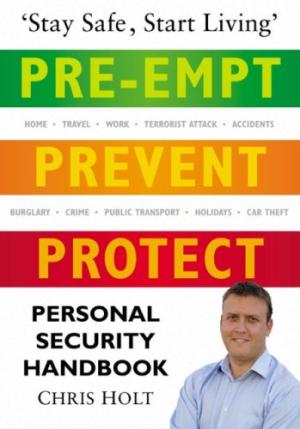 ‘Stay Safe, Start Living’
PRE-EMPT
HOME • TRAVEL • WORK • TERRORIST ATTACK • ACCIDENTS
PREVENT
BURGLARY • CRIME • PUBLIC TRANSPORT • HOLIDAYS • CAR THEFT
PROTECT
PERSONAL
SECURITY
HANDBOOK
CHRIS HOLT